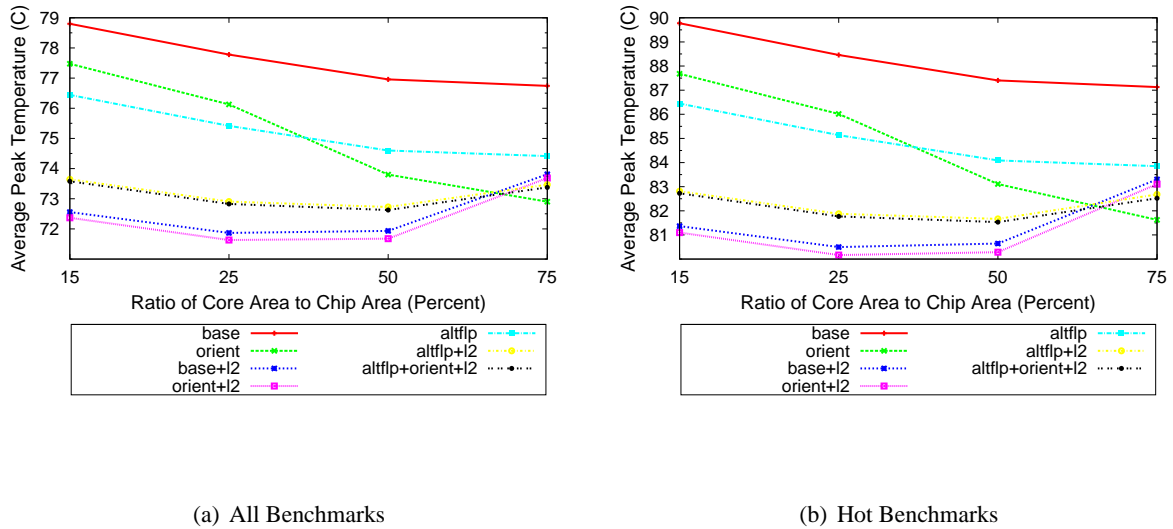 Average Peak Temperature (C)
79
78
77
76
75
74
73
72
15
25
50
75
Ratio of Core Area to Chip Area (Percent)
base
orient
base+l2
orient+l2
altflp
altflp+l2
altflp+orient+l2
(a) All Benchmarks
Average Peak Temperature (C)
90
89
88
87
86
85
84
83
82
81
15
25
50
75
Ratio of Core Area to Chip Area (Percent)
base
orient
base+l2
orient+l2
altflp
altflp+l2
altflp+orient+l2
(b) Hot Benchmarks